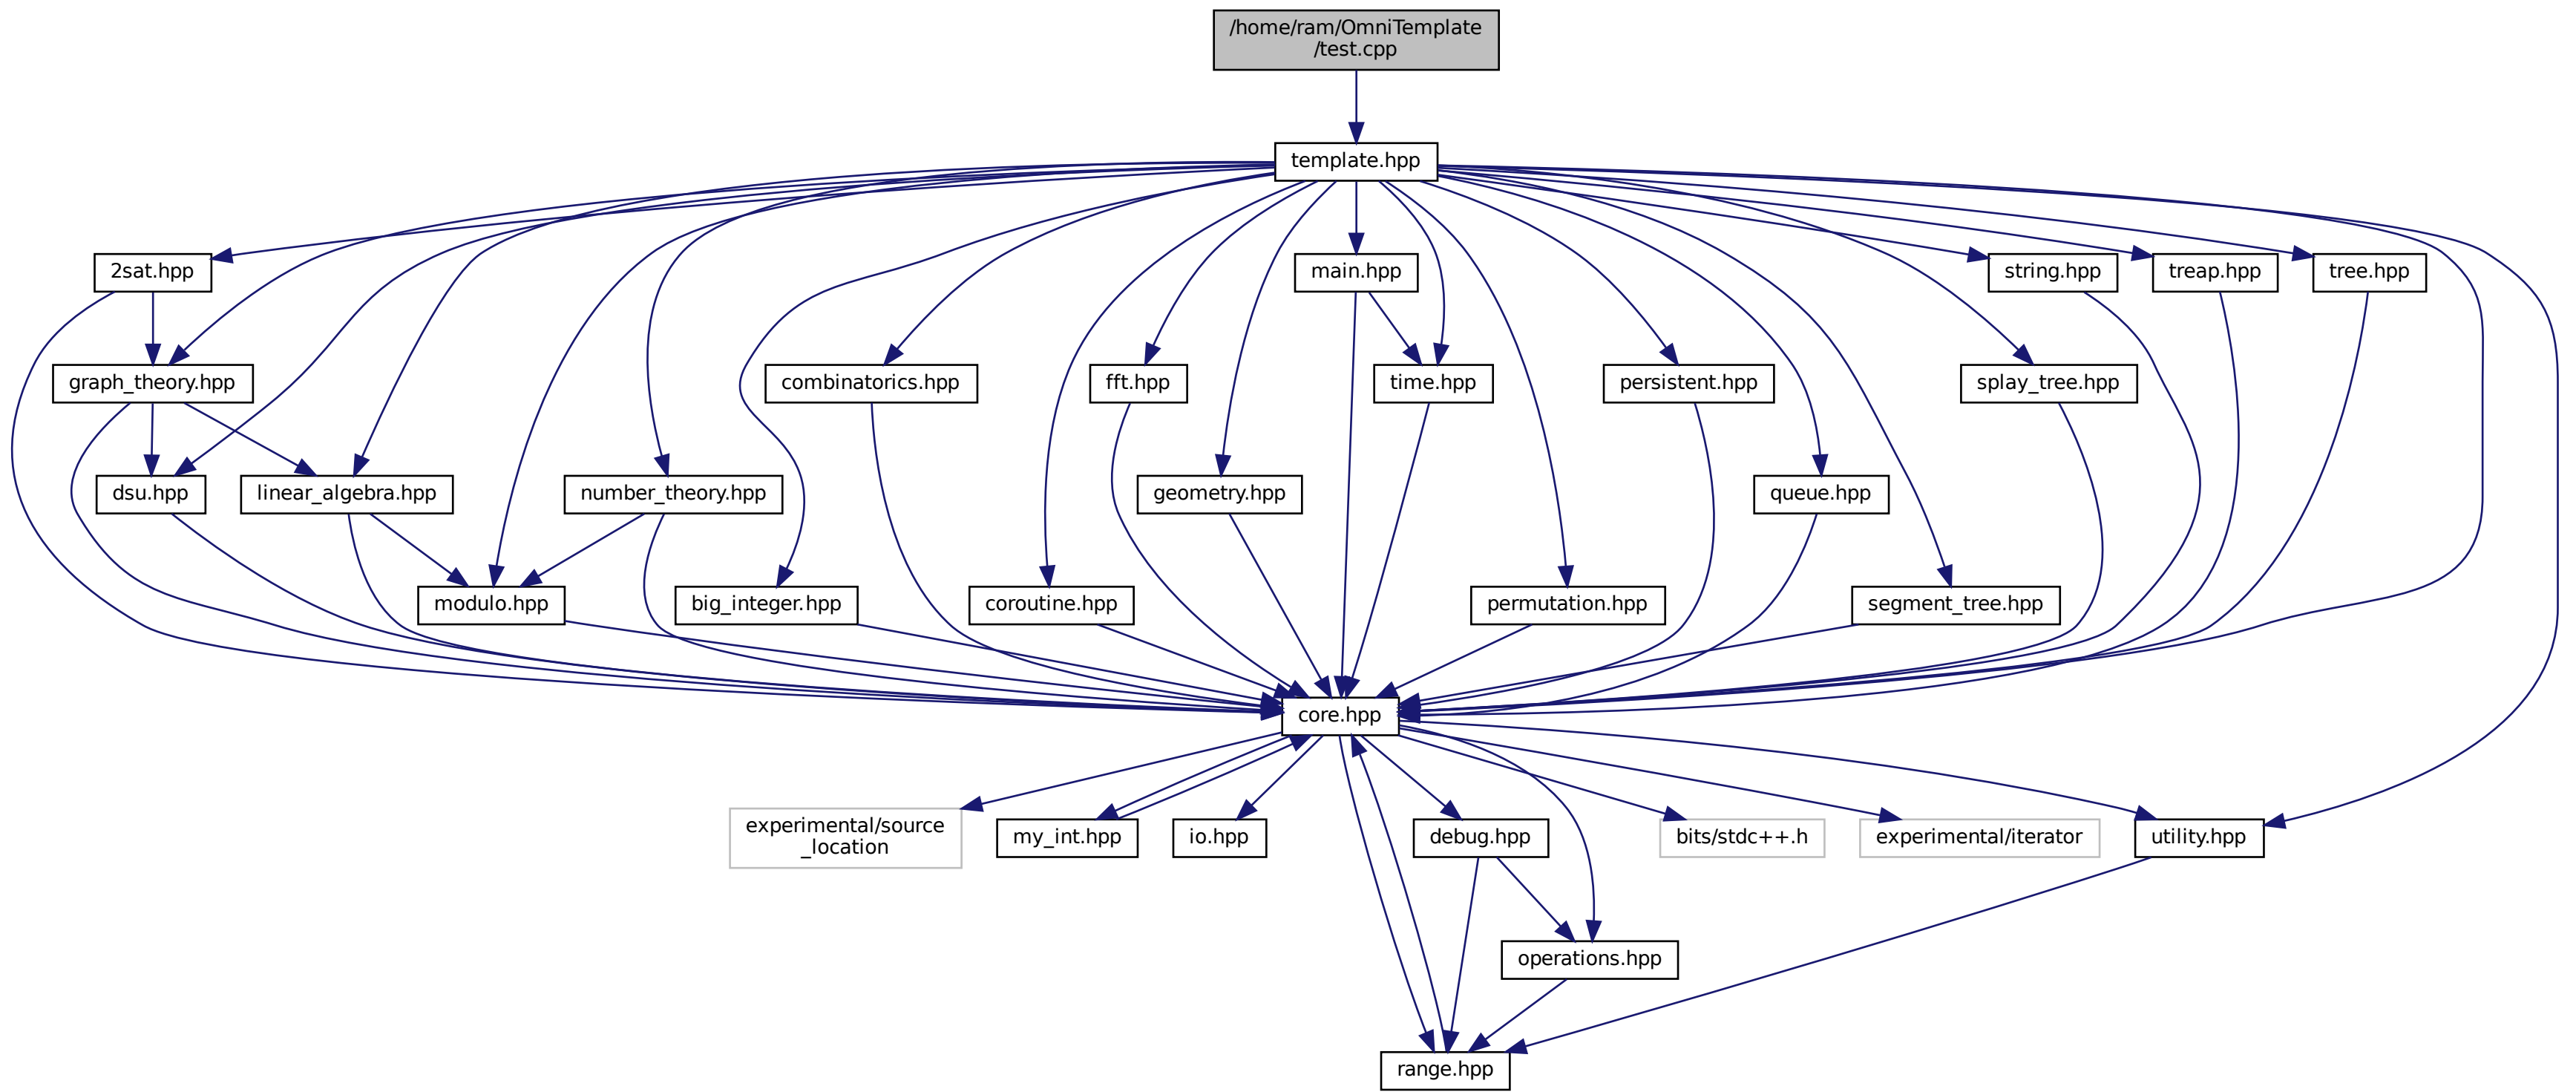 /home/ram/OmniTemplate
/test.cpp
template.hpp
2sat.hpp
main.hpp
string.hpp
treap.hpp
tree.hpp
graph_theory.hpp
combinatorics.hpp
fft.hpp
time.hpp
persistent.hpp
splay_tree.hpp
dsu.hpp
linear_algebra.hpp
number_theory.hpp
geometry.hpp
queue.hpp
modulo.hpp
big_integer.hpp
coroutine.hpp
permutation.hpp
segment_tree.hpp
core.hpp
experimental/source
_location
my_int.hpp
io.hpp
debug.hpp
bits/stdc++.h
experimental/iterator
utility.hpp
operations.hpp
range.hpp